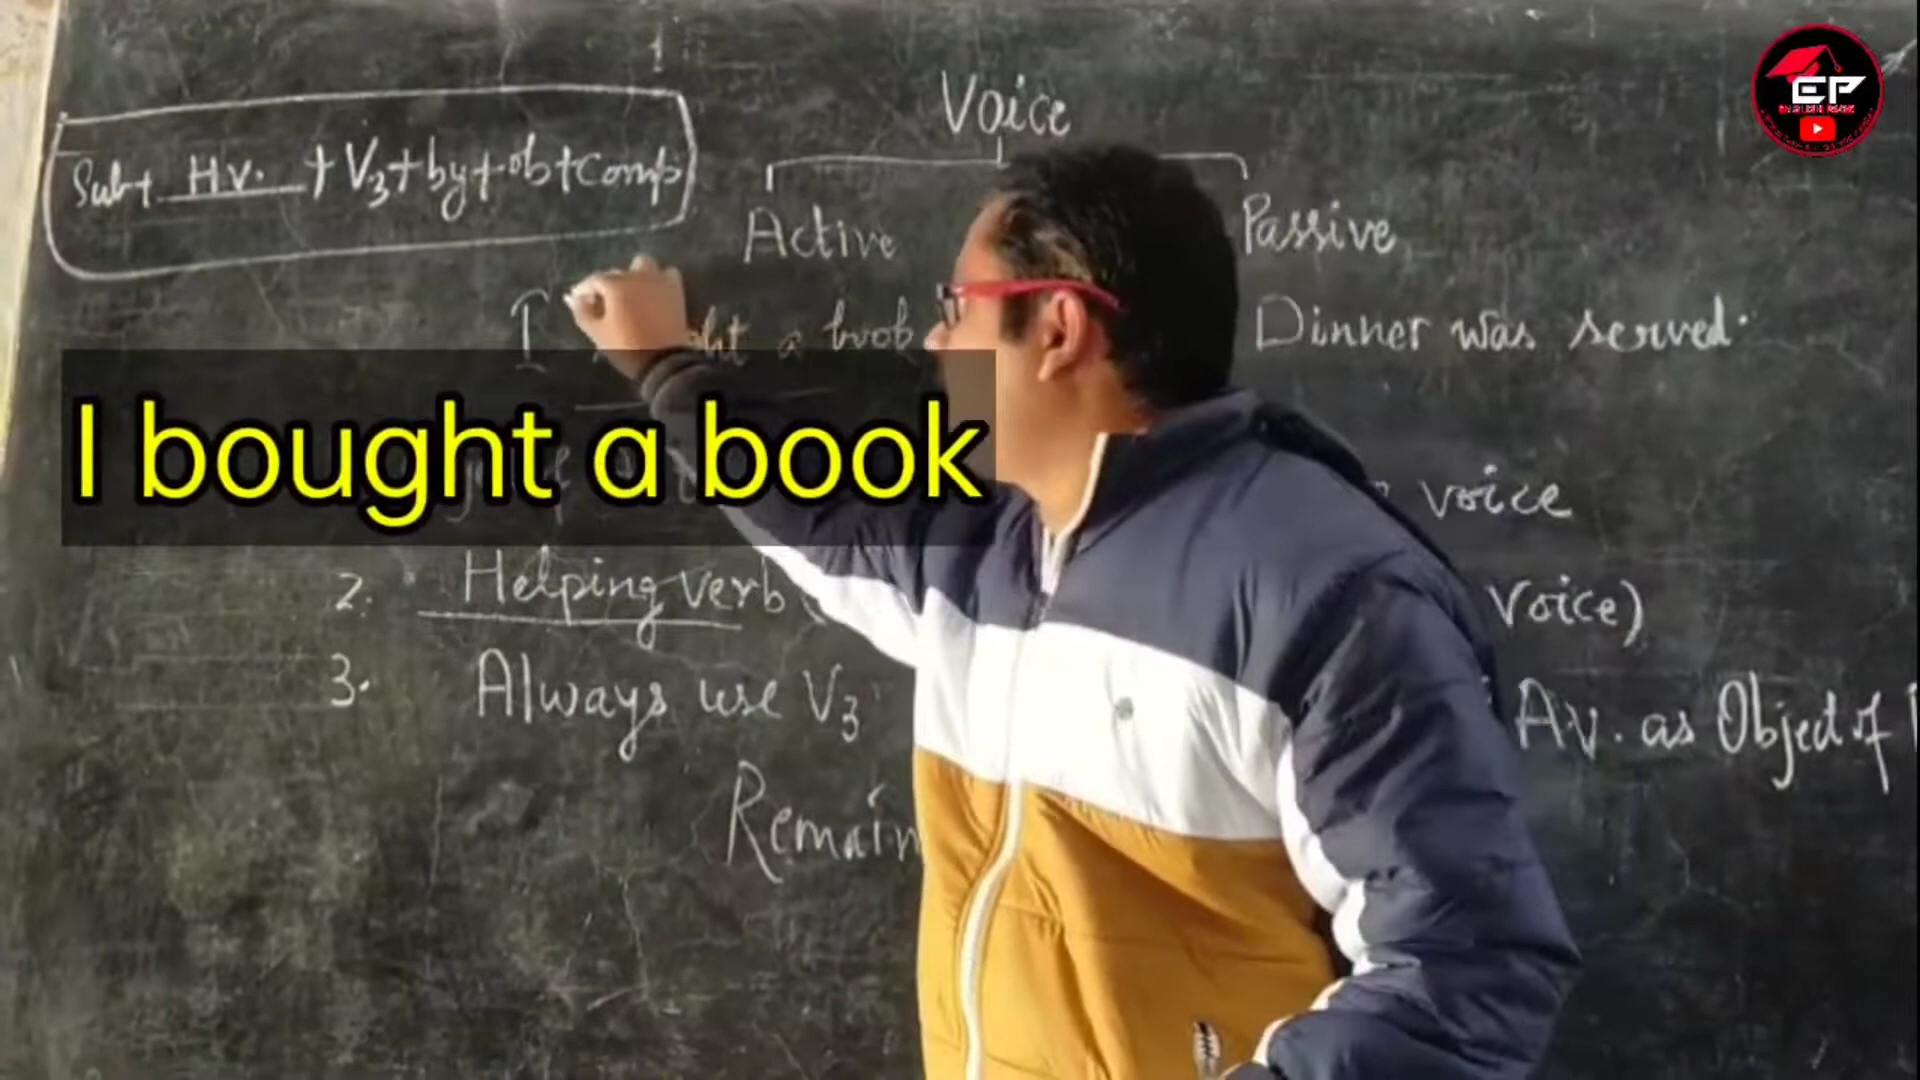 Voice
Sub+ H.V. + V3 + by + ob + Comp
Active
Passive
I bought a book
Dinner was served.
I bought a book
voice
2. Helping verb
Voice)
3. Always use V3
A.V. as Object of
Remain
EP